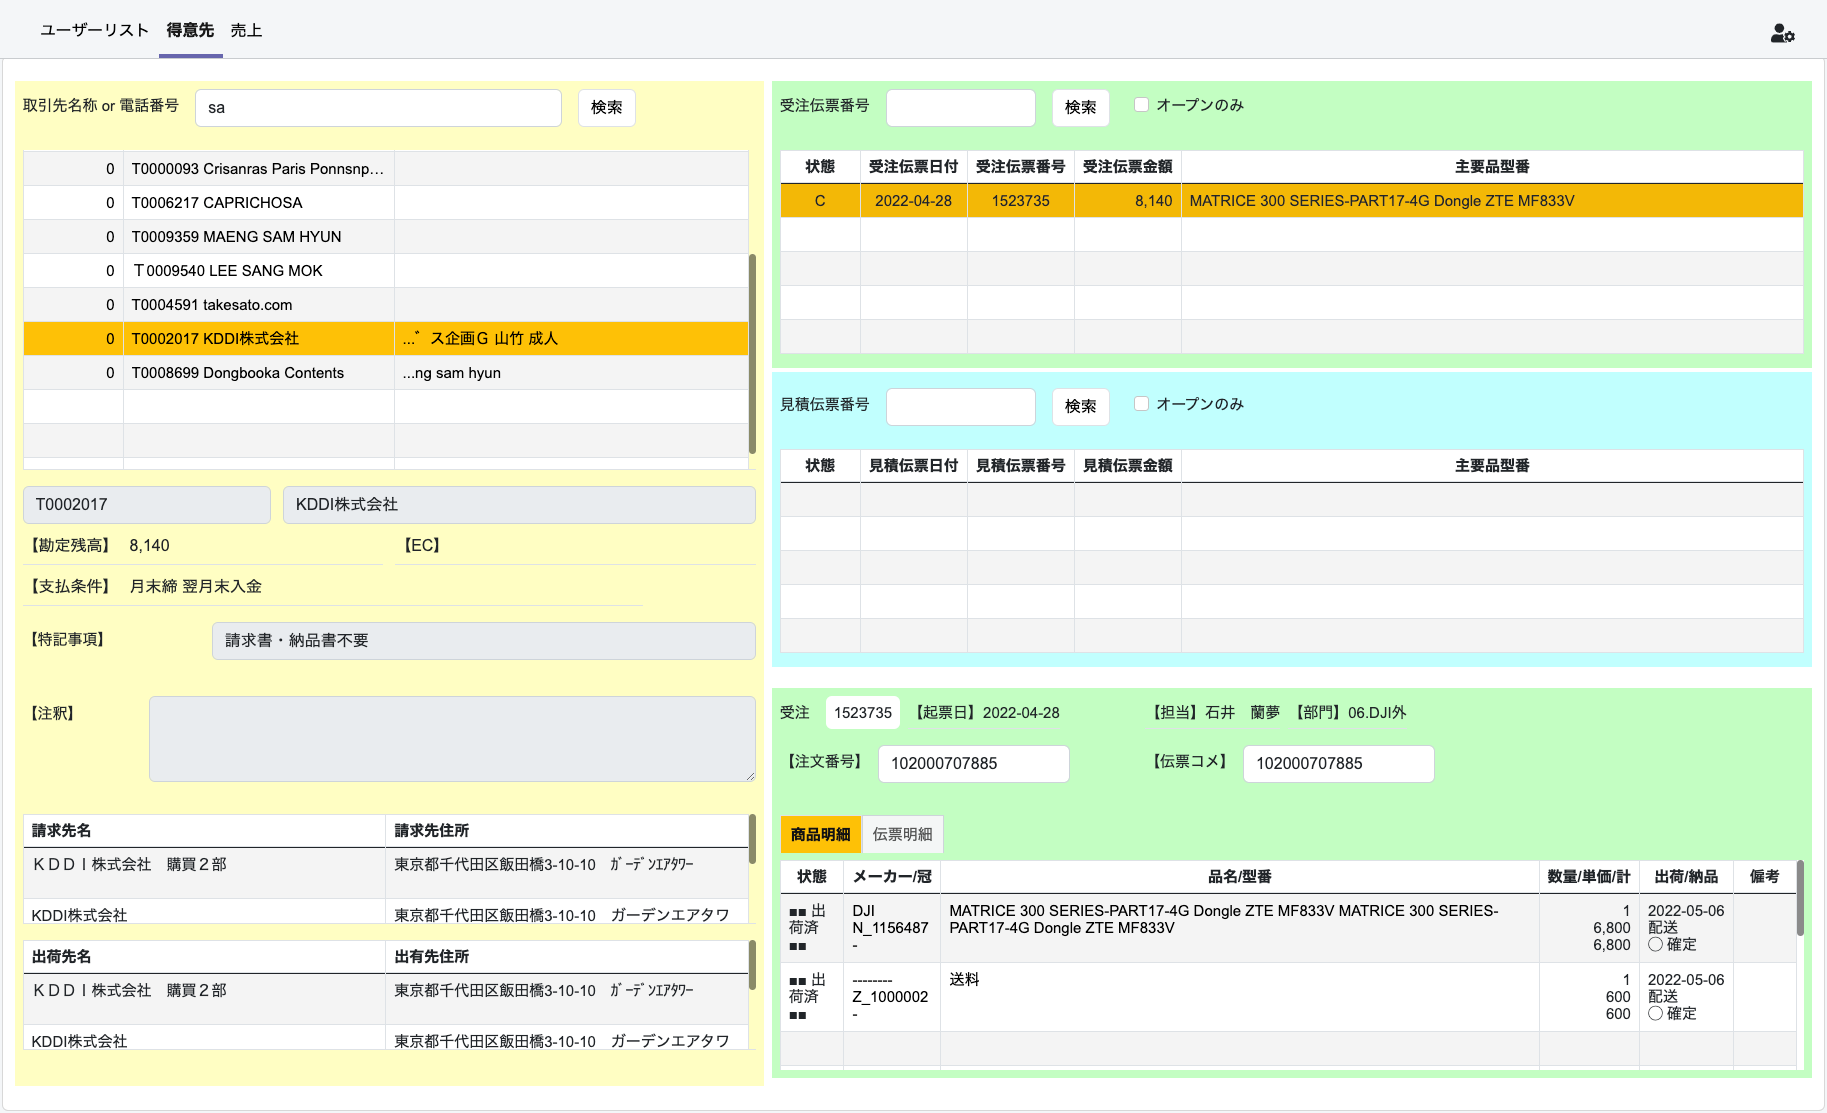 ユーザーリスト 得意先 売上
取引先名称 or 電話番号 sa 検索
0 T0000093 Crisanras Paris Ponnsnp…
0 T0006217 CAPRICHOSA
0 T0009359 MAENG SAM HYUN
0 Ｔ0009540 LEE SANG MOK
0 T0004591 takesato.com
0 T0002017 KDDI株式会社 ...゛ス企画Ｇ 山竹 成人
0 T0008699 Dongbooka Contents ...ng sam hyun
T0002017 KDDI株式会社
【勘定残高】 8,140 【EC】
【支払条件】 月末締 翌月末入金
【特記事項】 請求書・納品書不要
【注釈】
請求先名 請求先住所
ＫＤＤＩ株式会社　購買２部 東京都千代田区飯田橋3-10-10　ｶﾞｰﾃﾞﾝｴｱﾀﾜｰ
KDDI株式会社 東京都千代田区飯田橋3-10-10　ガーデンエアタワ
出荷先名 出有先住所
ＫＤＤＩ株式会社　購買２部 東京都千代田区飯田橋3-10-10　ｶﾞｰﾃﾞﾝｴｱﾀﾜｰ
KDDI株式会社 東京都千代田区飯田橋3-10-10　ガーデンエアタワ
受注伝票番号 検索 オープンのみ
状態 受注伝票日付 受注伝票番号 受注伝票金額 主要品型番
C 2022-04-28 1523735 8,140 MATRICE 300 SERIES-PART17-4G Dongle ZTE MF833V
見積伝票番号 検索 オープンのみ
状態 見積伝票日付 見積伝票番号 見積伝票金額 主要品型番
受注 1523735 【起票日】2022-04-28 【担当】石井　蘭夢 【部門】06.DJI外
【注文番号】 102000707885 【伝票コメ】 102000707885
商品明細 伝票明細
状態 メーカー/冠 品名/型番 数量/単価/計 出荷/納品 備考
■■ 出 DJI MATRICE 300 SERIES-PART17-4G Dongle ZTE MF833V MATRICE 300 SERIES- 1 2022-05-06
荷済 N_1156487 PART17-4G Dongle ZTE MF833V 6,800 配送
■■ - 6,800 〇 確定
■■ 出 -------- 送料 1 2022-05-06
荷済 Z_1000002 600 配送
■■ - 600 〇 確定